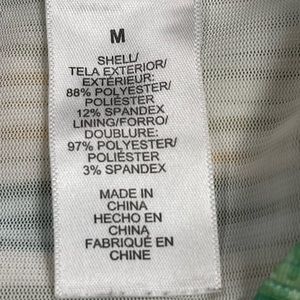 M
SHELL/
TELA EXTERIOR/
EXTÉRIEUR:
88% POLYESTER/
POLIÉSTER
12% SPANDEX
LINING/FORRO/
DOUBLURE:
97% POLYESTER/
POLIÉSTER
3% SPANDEX
MADE IN
CHINA
HECHO EN
CHINA
FABRIQUÉ EN
CHINE